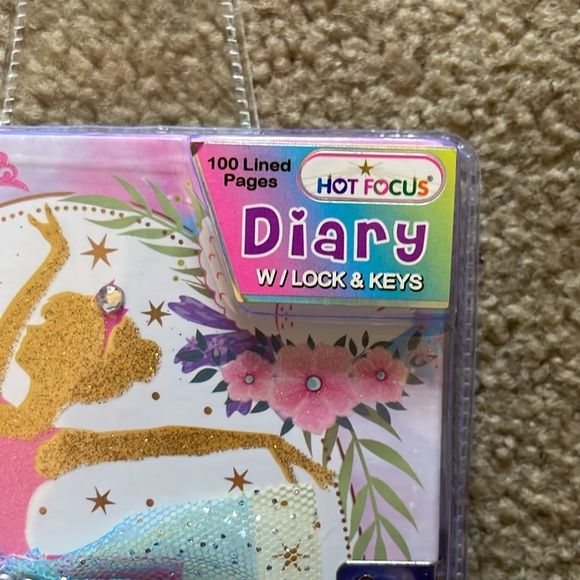 100 Lined
Pages
HOT FOCUS®
Diary
W/LOCK & KEYS